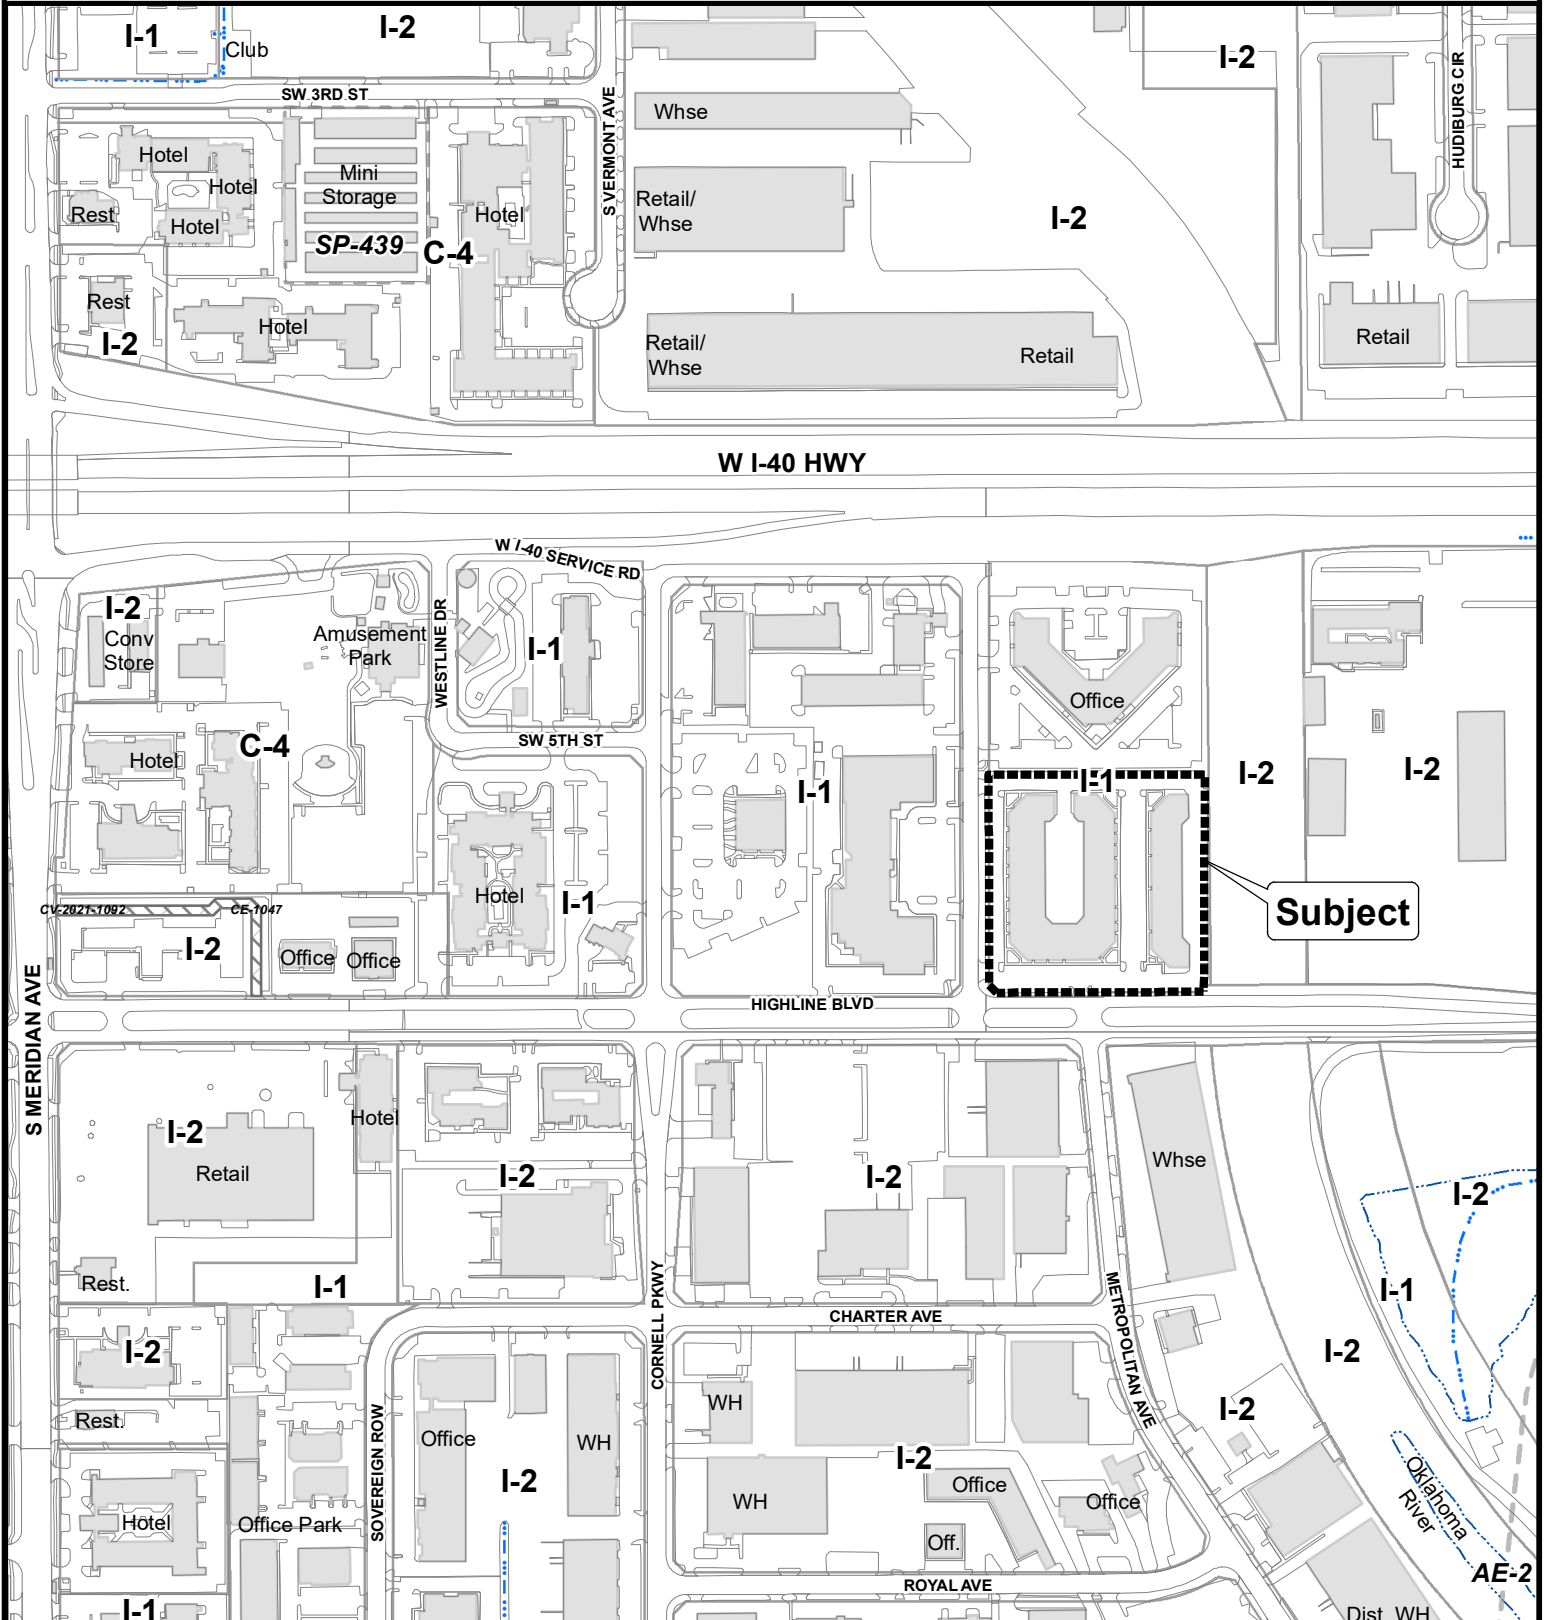 I-1
I-2
Club
I-2
SW 3RD ST
S VERMONT AVE
HUDIBURG CIR
Whse
Hotel
Hotel
Rest
Hotel
Mini
Storage
SP-439
C-4
Hotel
Retail/
Whse
I-2
Rest
I-2
Hotel
Retail/
Whse
Retail
Retail
W I-40 HWY
W I-40 SERVICE RD
I-2
Conv
Store
Amusement
Park
WESTLINE DR
I-1
Office
SW 5TH ST
Hotel
C-4
I-1
I-1
I-2
I-2
Subject
Hotel
I-1
CV-2021-1092
CE-1047
I-2
Office
Office
HIGHLINE BLVD
S MERIDIAN AVE
I-2
Retail
Hotel
I-2
I-2
Whse
I-2
Rest.
I-1
I-1
CORNELL PKWY
CHARTER AVE
METROPOLITAN AVE
I-2
I-2
Rest.
SOVEREIGN ROW
Office
WH
WH
I-2
I-2
I-2
Office
Office
WH
Hotel
Office Park
Off.
Oklahoma
River
AE-2
ROYAL AVE
I-1
Dist. WH